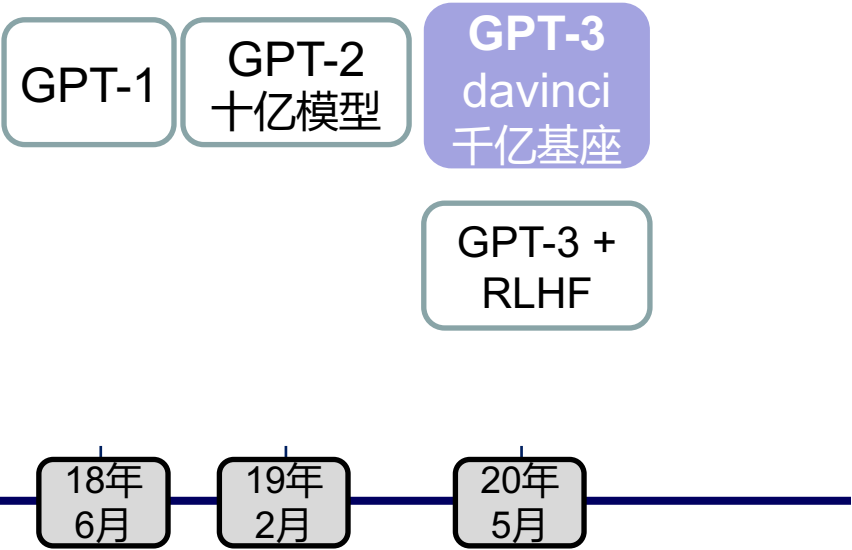 GPT-1
GPT-2
十亿模型
GPT-3
davinci
千亿基座
GPT-3 +
RLHF
18年
6月
19年
2月
20年
5月